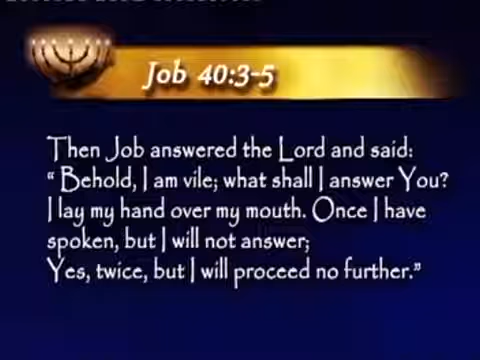 Job 40:3-5
Then Job answered the Lord and said:
“ Behold, I am vile; what shall I answer You?
I lay my hand over my mouth. Once I have
spoken, but I will not answer;
Yes, twice, but I will proceed no further.”